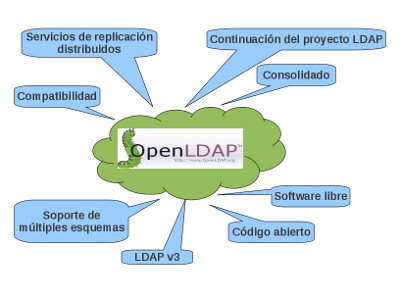 Servicios de replicación
distribuidos
Continuación del proyecto LDAP
Consolidado
Compatibilidad
OpenLDAP™
http://www.OpenLDAP.org
Software libre
Soporte de
múltiples esquemas
Código abierto
LDAP v3